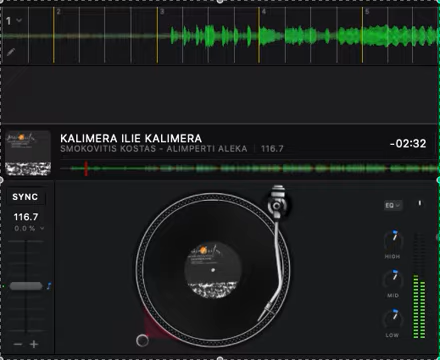 2 3 4 5
1
KALIMERA ILIE KALIMERA
SMOKOVITIS KOSTAS - ALIMPERTI ALEKA 116.7
-02:32
SYNC
116.7
0.0 %
EQ
HIGH
MID
LOW